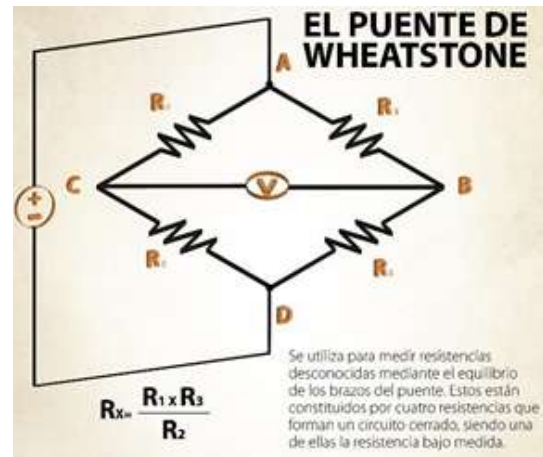 EL PUENTE DE
WHEATSTONE
A
R
R
C
V
B
+
-
R
R
D
Se utiliza para medir resistencias
desconocidas mediante el equilibrio
de los brazos del puente. Estos están
constituidos por cuatro resistencias que
forman un circuito cerrado, siendo una
de ellas la resistencia bajo medida.
Rx= R1 x R3
R2